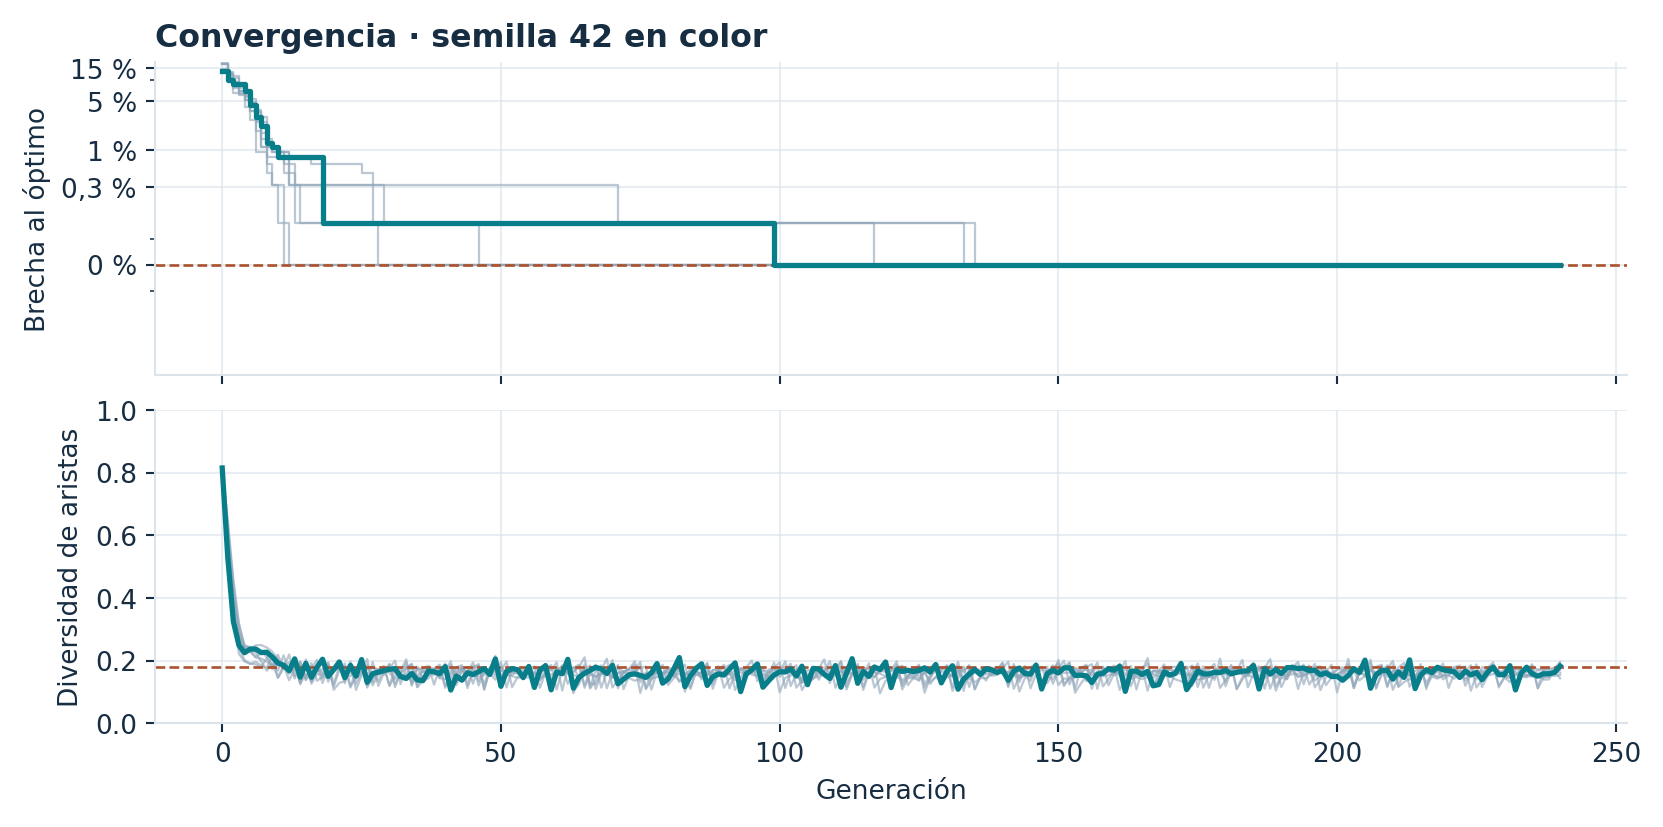 Convergencia · semilla 42 en color
Brecha al óptimo
15 %
5 %
1 %
0,3 %
0 %
Diversidad de aristas
1.0
0.8
0.6
0.4
0.2
0.0
0 50 100 150 200 250
Generación